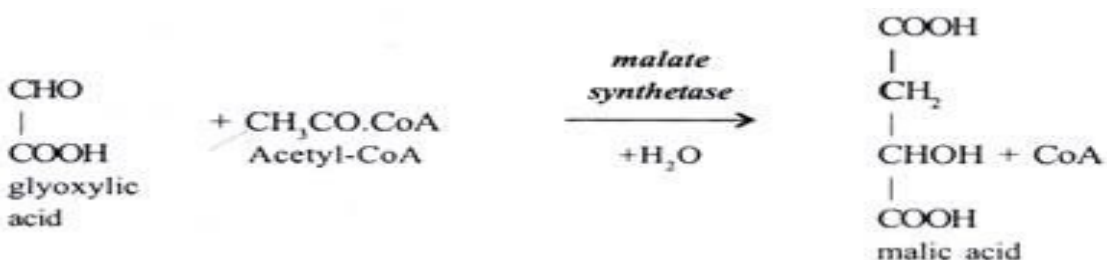 CHO
|
COOH
glyoxylic
acid
+ CH₃CO.CoA
Acetyl-CoA
malate
synthetase
+H₂O
COOH
|
CH₂
|
CHOH + CoA
|
COOH
malic acid